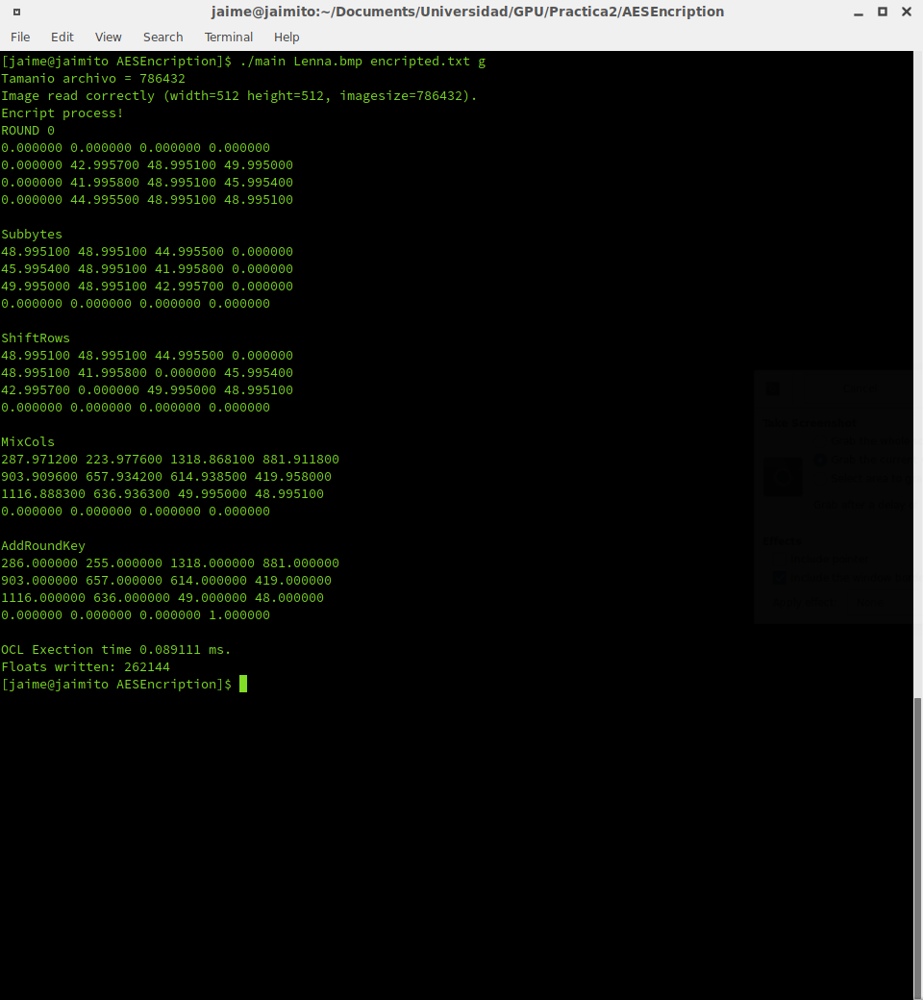 jaime@jaimito:~/Documents/Universidad/GPU/Practica2/AESEncription
File Edit View Search Terminal Help
[jaime@jaimito AESEncription]$ ./main Lenna.bmp encripted.txt g
Tamanio archivo = 786432
Image read correctly (width=512 height=512, imagesize=786432).
Encript process!
ROUND 0
0.000000 0.000000 0.000000 0.000000
0.000000 42.995700 48.995100 49.995000
0.000000 41.995800 48.995100 45.995400
0.000000 44.995500 48.995100 48.995100
Subbytes
48.995100 48.995100 44.995500 0.000000
45.995400 48.995100 41.995800 0.000000
49.995000 48.995100 42.995700 0.000000
0.000000 0.000000 0.000000 0.000000
ShiftRows
48.995100 48.995100 44.995500 0.000000
48.995100 41.995800 0.000000 45.995400
42.995700 0.000000 49.995000 48.995100
0.000000 0.000000 0.000000 0.000000
MixCols
287.971200 223.977600 1318.868100 881.911800
903.909600 657.934200 614.938500 419.958000
1116.888300 636.936300 49.995000 48.995100
0.000000 0.000000 0.000000 0.000000
AddRoundKey
286.000000 255.000000 1318.000000 881.000000
903.000000 657.000000 614.000000 419.000000
1116.000000 636.000000 49.000000 48.000000
0.000000 0.000000 0.000000 1.000000
OCL Exection time 0.089111 ms.
Floats written: 262144
[jaime@jaimito AESEncription]$